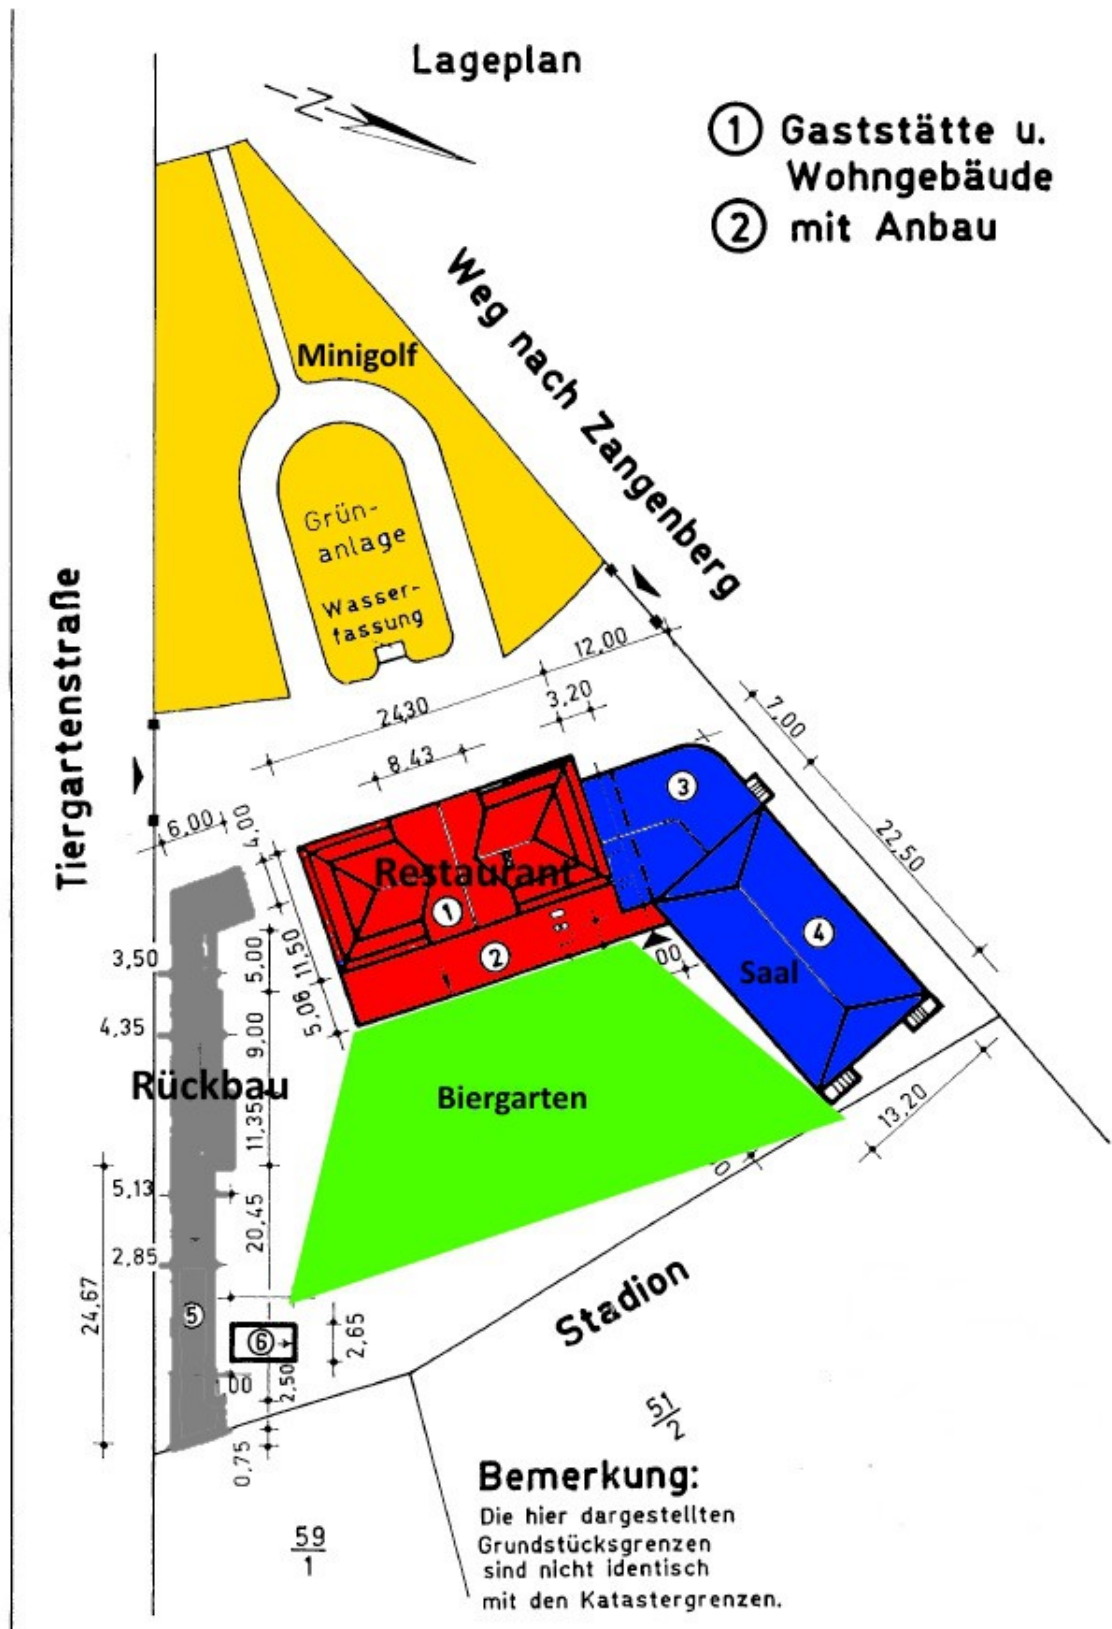 Lageplan
N
1 Gaststätte u.
Wohngebäude
2 mit Anbau
Weg nach Zangenberg
Minigolf
Grün-
anlage
Wasser-
fassung
Tiergartenstraße
12,00
3,20
24,30
8,43
7,00
22,50
6,00
4,00
3
Restaurant
1
4
2
Saal
11,50
5,06
3,50
5,00
4,35
9,00
Rückbau
Biergarten
11,35
13,20
5,13
20,45
2,85
24,67
5
6
2,65
00
2,50
0,75
Stadion
51
2
59
1
Bemerkung:
Die hier dargestellten
Grundstücksgrenzen
sind nicht identisch
mit den Katastergrenzen.